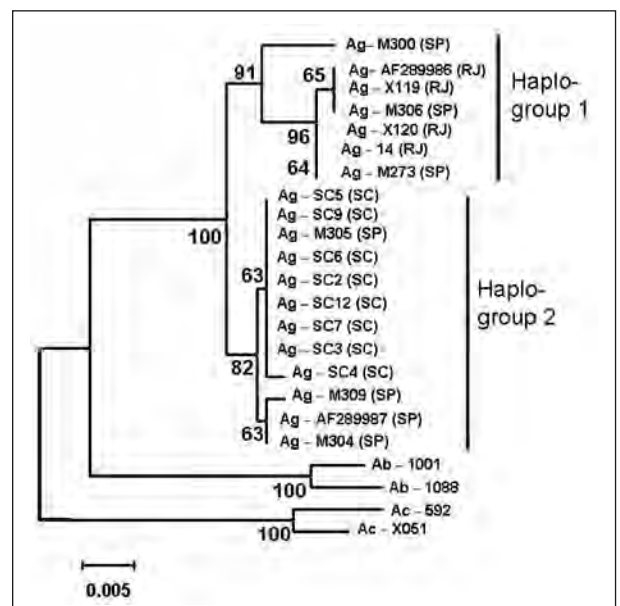 Ag – M300 (SP)
91
65
Ag- AF289986 (RJ)
Ag – X119 (RJ)
Ag – M306 (SP)
96
Ag – X120 (RJ)
Ag – 14 (RJ)
64
Ag – M273 (SP)
Haplo-
group 1
Ag – SC5 (SC)
Ag – SC9 (SC)
100
Ag – M305 (SP)
Ag – SC6 (SC)
63
Ag – SC2 (SC)
Ag – SC12 (SC)
Ag – SC7 (SC)
Ag – SC3 (SC)
82
Ag – SC4 (SC)
Haplo-
group 2
Ag – M309 (SP)
Ag – AF289987 (SP)
63
Ag – M304 (SP)
Ab – 1001
100
Ab – 1088
Ac – 592
100
Ac – X051
0.005